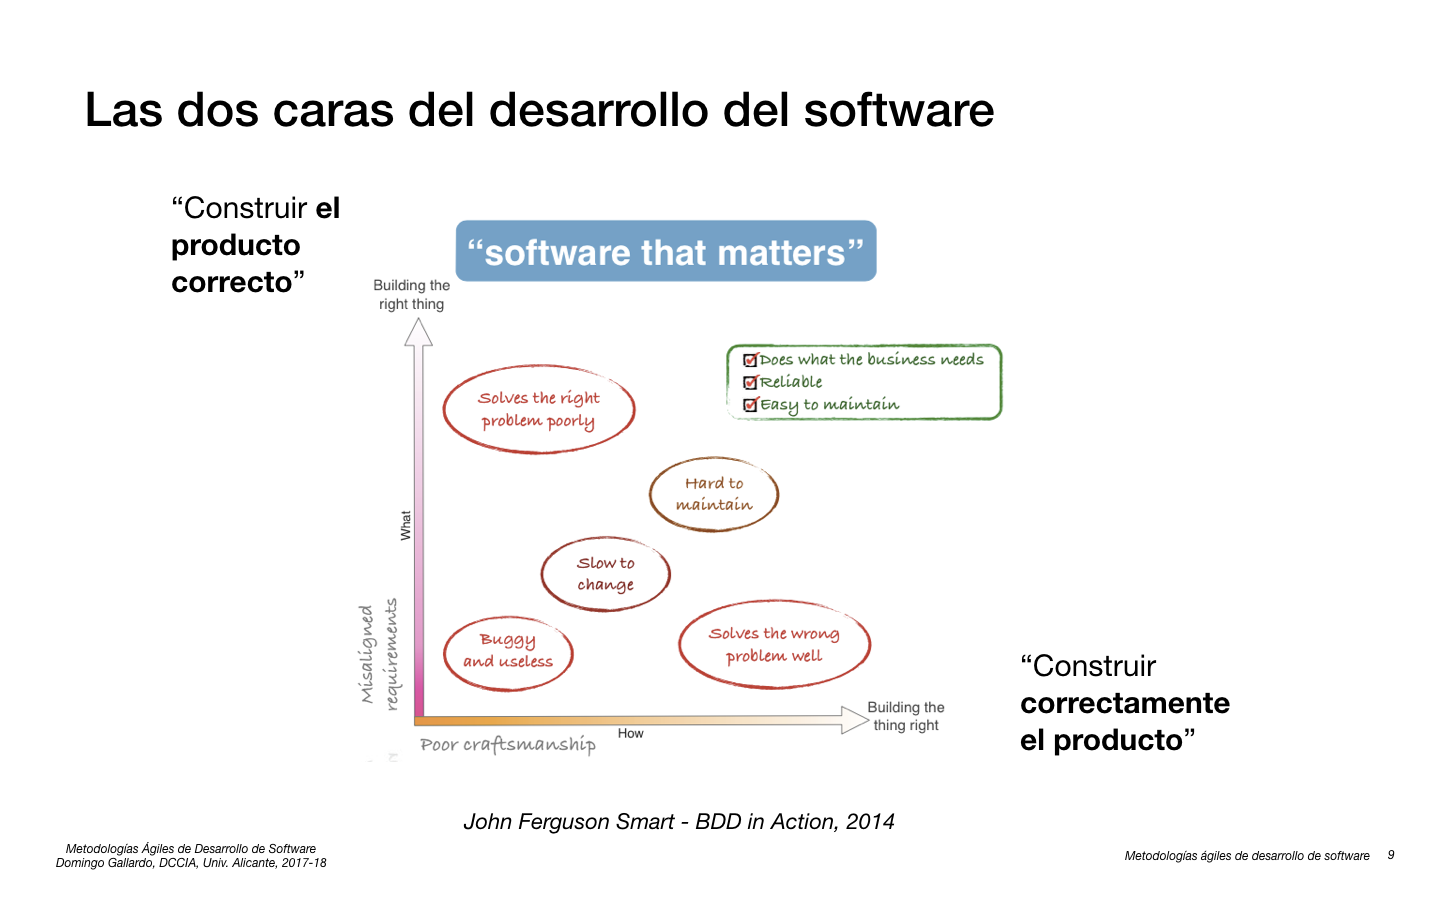 Las dos caras del desarrollo del software
“Construir el
producto
correcto”
“software that matters”
Building the
right thing
Does what the business needs
Reliable
Easy to maintain
Solves the right
problem poorly
Hard to
maintain
What
Slow to
change
Misaligned
requirements
Buggy
and useless
Solves the wrong
problem well
“Construir
correctamente
el producto”
Building the
thing right
How
Poor craftsmanship
John Ferguson Smart - BDD in Action, 2014
Metodologías Ágiles de Desarrollo de Software
Domingo Gallardo, DCCIA, Univ. Alicante, 2017-18
Metodologías ágiles de desarrollo de software 9